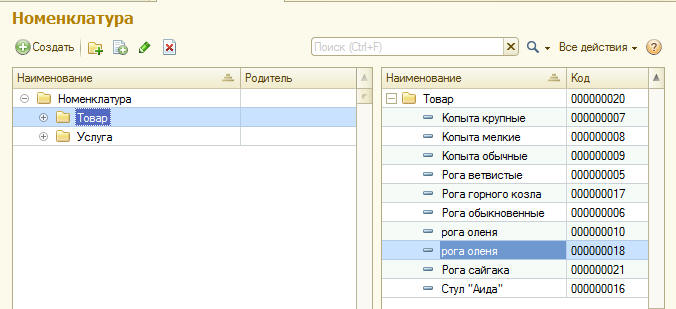 Номенклатура
Создать Поиск (Ctrl+F) Все действия
Наименование Родитель
Номенклатура
Товар
Услуга
Наименование Код
Товар 000000020
Копыта крупные 000000007
Копыта мелкие 000000008
Копыта обычные 000000009
Рога ветвистые 000000005
Рога горного козла 000000017
Рога обыкновенные 000000006
рога оленя 000000010
рога оленя 000000018
Рога сайгака 000000021
Стул "Аида" 000000016